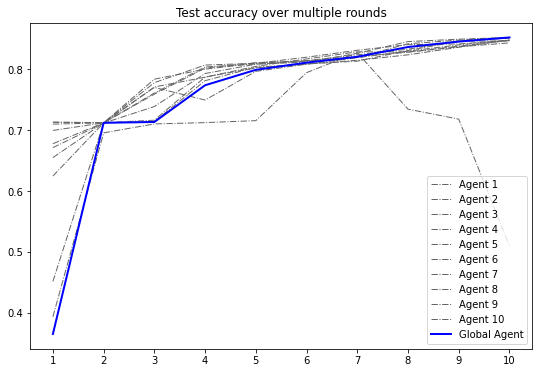 Test accuracy over multiple rounds
0.8
0.7
0.6
0.5
0.4
1 2 3 4 5 6 7 8 9 10
Agent 1
Agent 2
Agent 3
Agent 4
Agent 5
Agent 6
Agent 7
Agent 8
Agent 9
Agent 10
Global Agent